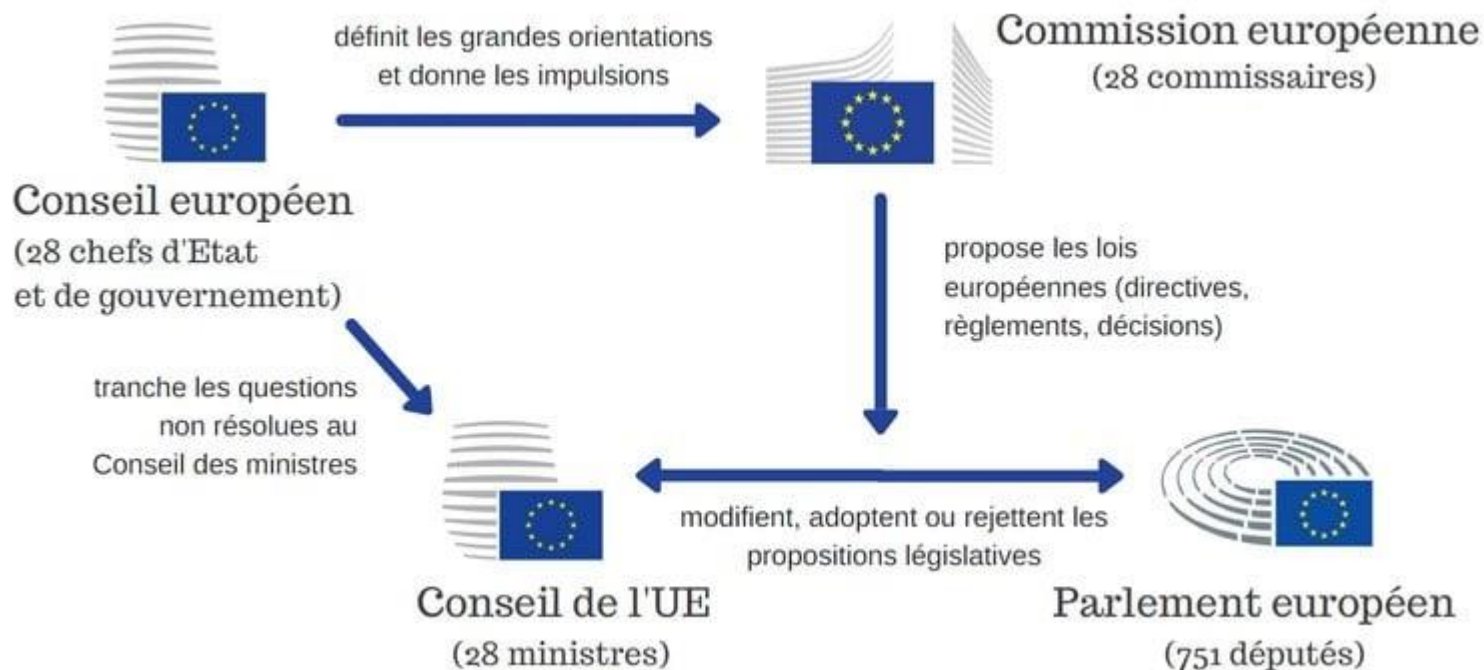 définit les grandes orientations
et donne les impulsions
Commission européenne
(28 commissaires)
Conseil européen
(28 chefs d'Etat
et de gouvernement)
propose les lois
européennes (directives,
règlements, décisions)
tranche les questions
non résolues au
Conseil des ministres
modifient, adoptent ou rejettent les
propositions législatives
Conseil de l'UE
(28 ministres)
Parlement européen
(751 députés)